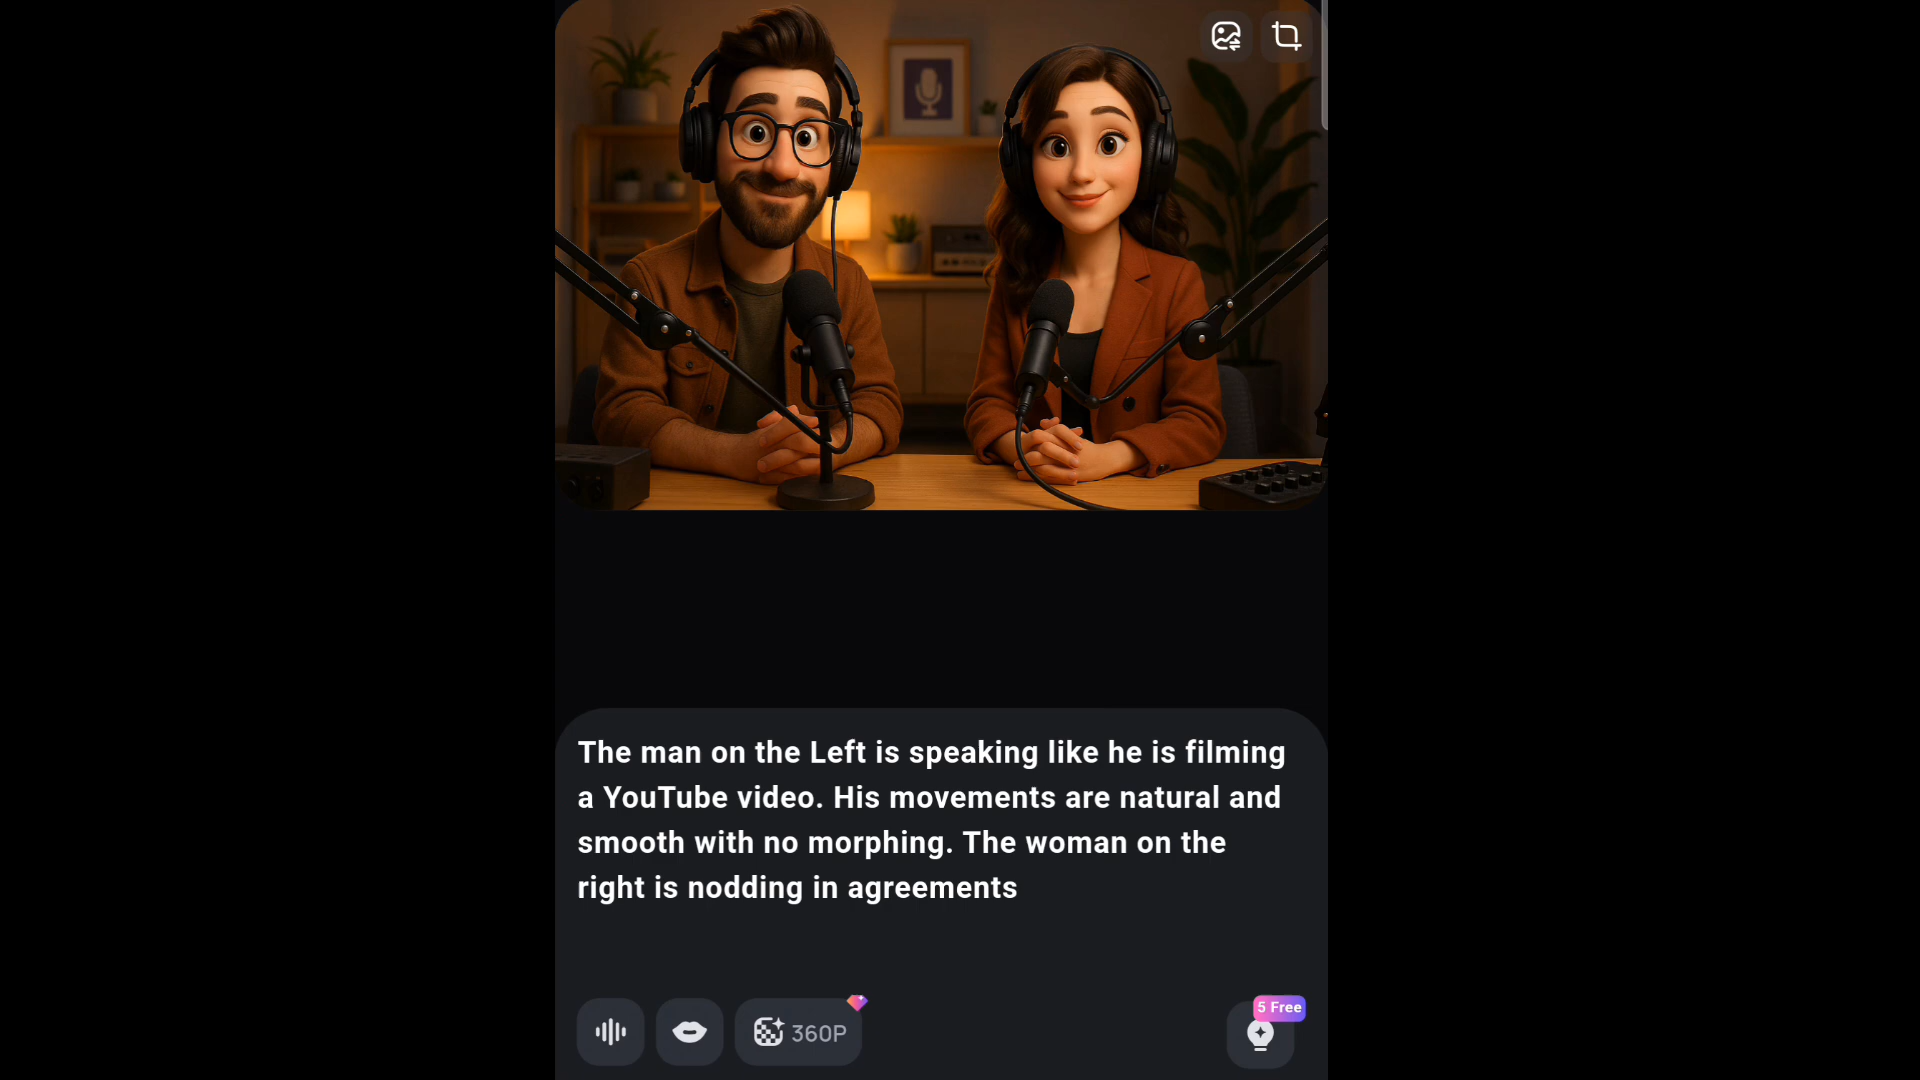 The man on the Left is speaking like he is filming
a YouTube video. His movements are natural and
smooth with no morphing. The woman on the
right is nodding in agreements
5 Free
360P